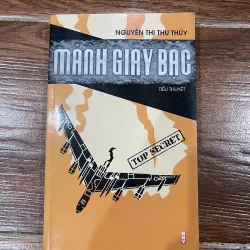 NGUYỄN THỊ THU THỦY
MẢNH GIẤY BẠC
TIỂU THUYẾT
TOP SECRET